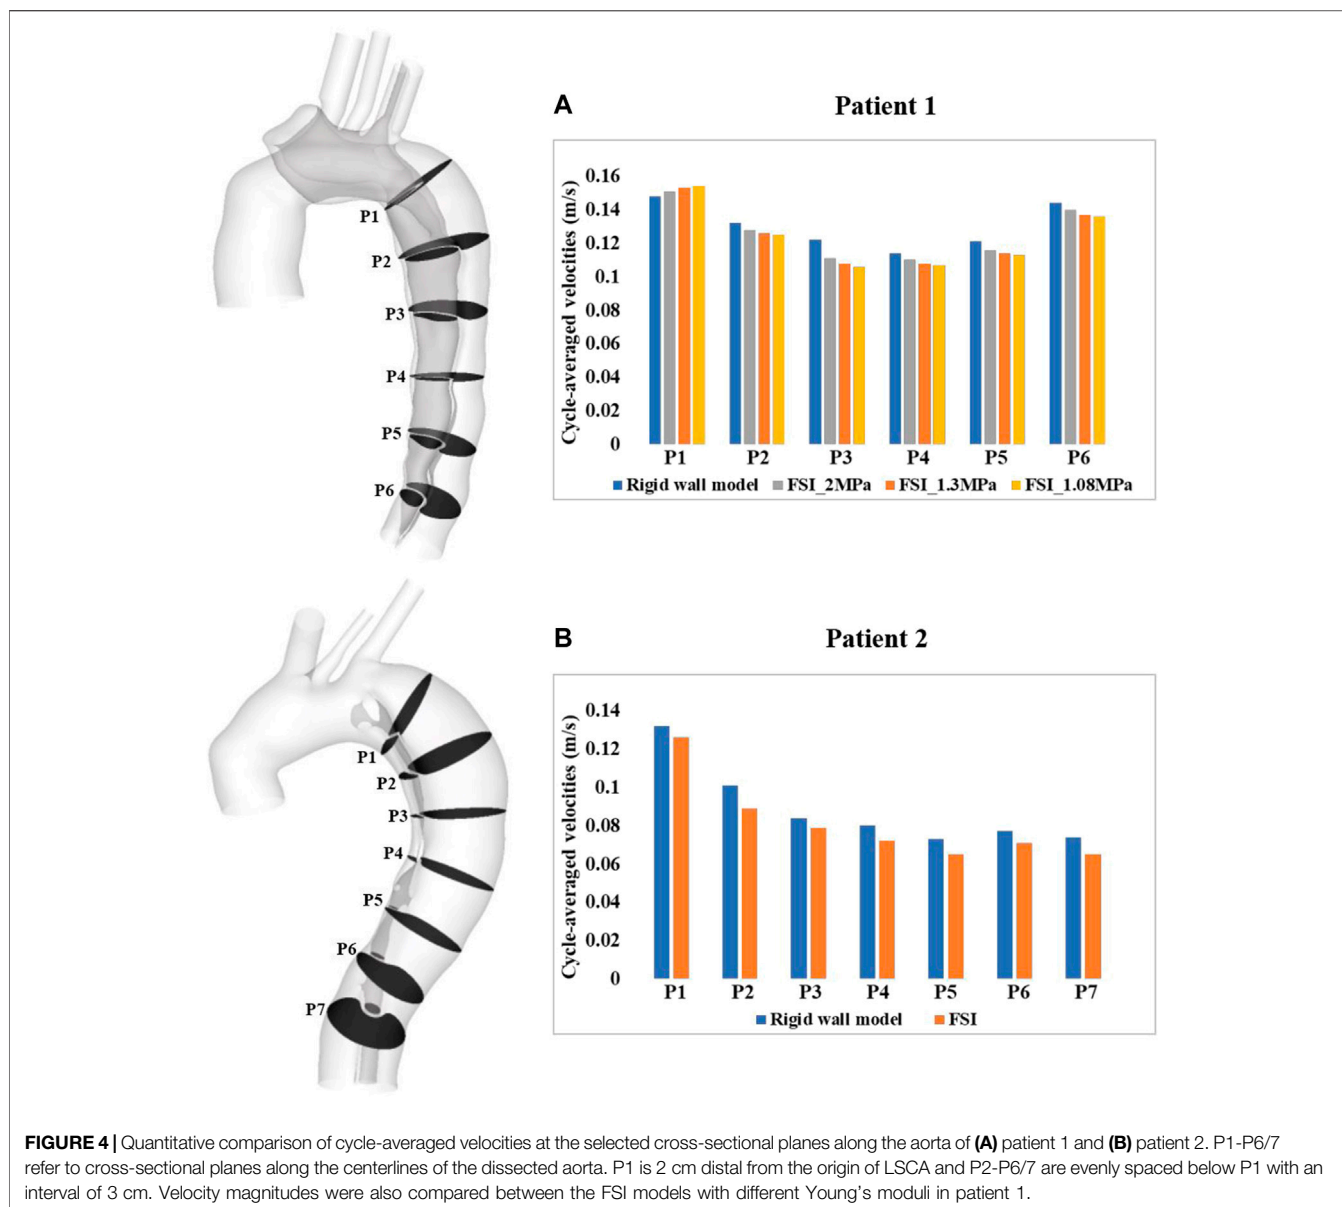 P1
P2
P3
P4
P5
P6
A
Patient 1
Cycle-averaged velocities (m/s)
0.16
0.14
0.12
0.1
0.08
0.06
0.04
0.02
0
P1 P2 P3 P4 P5 P6
Rigid wall model FSI_2MPa FSI_1.3MPa FSI_1.08MPa
P1
P2
P3
P4
P5
P6
P7
B
Patient 2
Cycle-averaged velocities (m/s)
0.14
0.12
0.1
0.08
0.06
0.04
0.02
0
P1 P2 P3 P4 P5 P6 P7
Rigid wall model FSI
FIGURE 4 | Quantitative comparison of cycle-averaged velocities at the selected cross-sectional planes along the aorta of (A) patient 1 and (B) patient 2. P1-P6/7
refer to cross-sectional planes along the centerlines of the dissected aorta. P1 is 2 cm distal from the origin of LSCA and P2-P6/7 are evenly spaced below P1 with an
interval of 3 cm. Velocity magnitudes were also compared between the FSI models with different Young's moduli in patient 1.